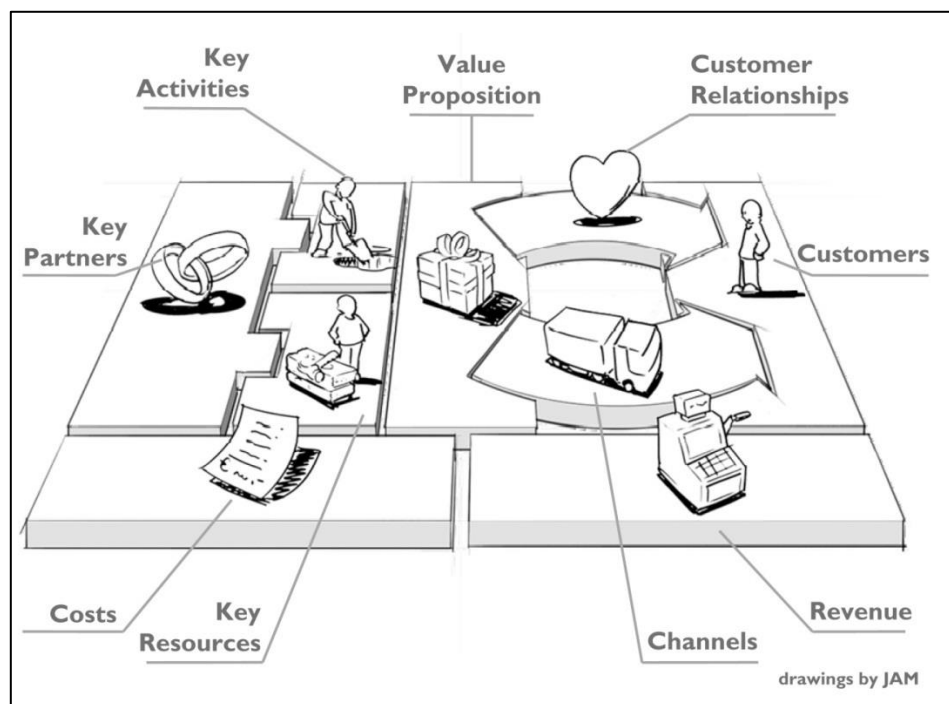 Key
Activities
Value
Proposition
Customer
Relationships
Key
Partners
Customers
Costs
Key
Resources
Channels
Revenue
drawings by JAM